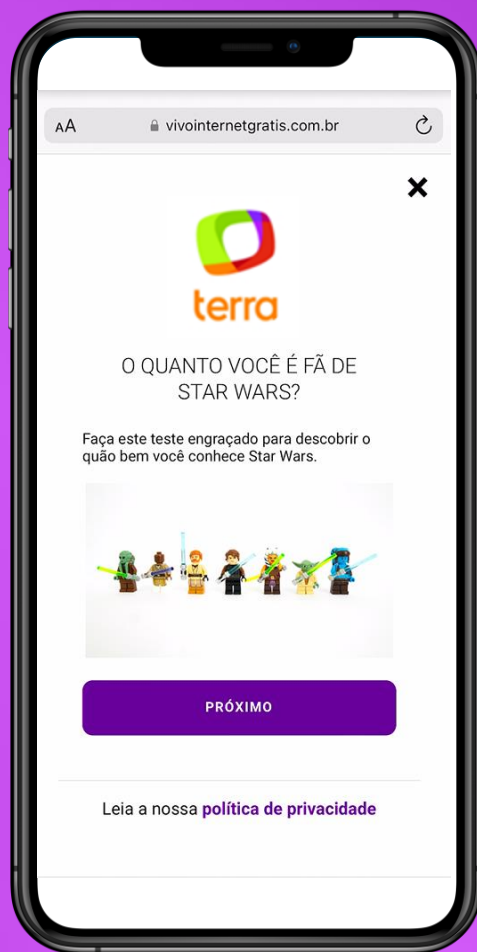 AA
vivointernetgratis.com.br
terra
O QUANTO VOCÊ É FÃ DE
STAR WARS?
Faça este teste engraçado para descobrir o
quão bem você conhece Star Wars.
PRÓXIMO
Leia a nossa política de privacidade